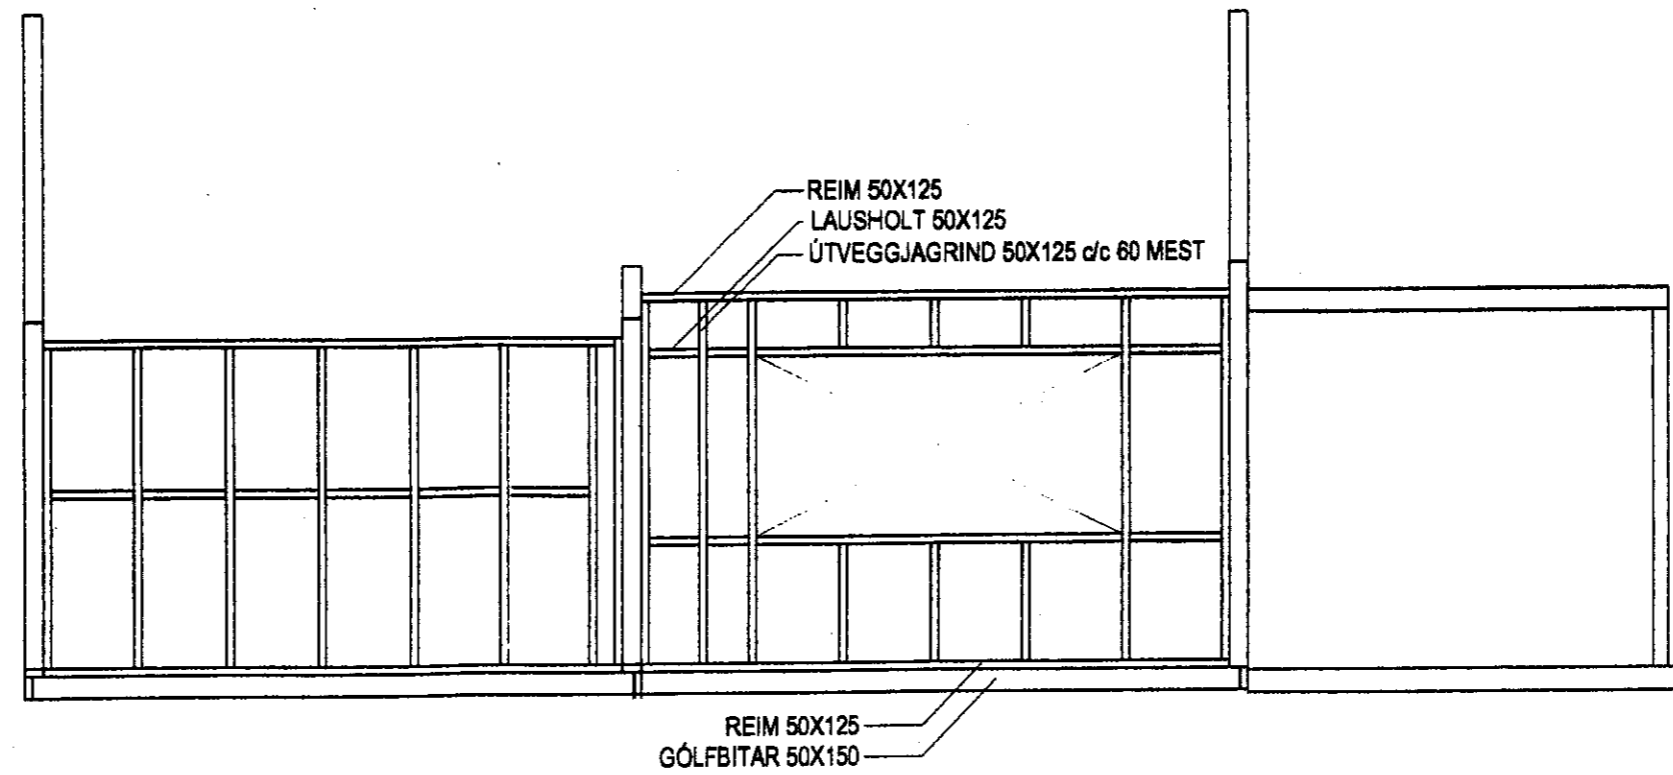 REIM 50X125
LAUSHOLT 50X125
ÚTVEGGJAGRIND 50X125 c/c 60 MEST
REIM 50X125
GÓLFBITAR 50X150